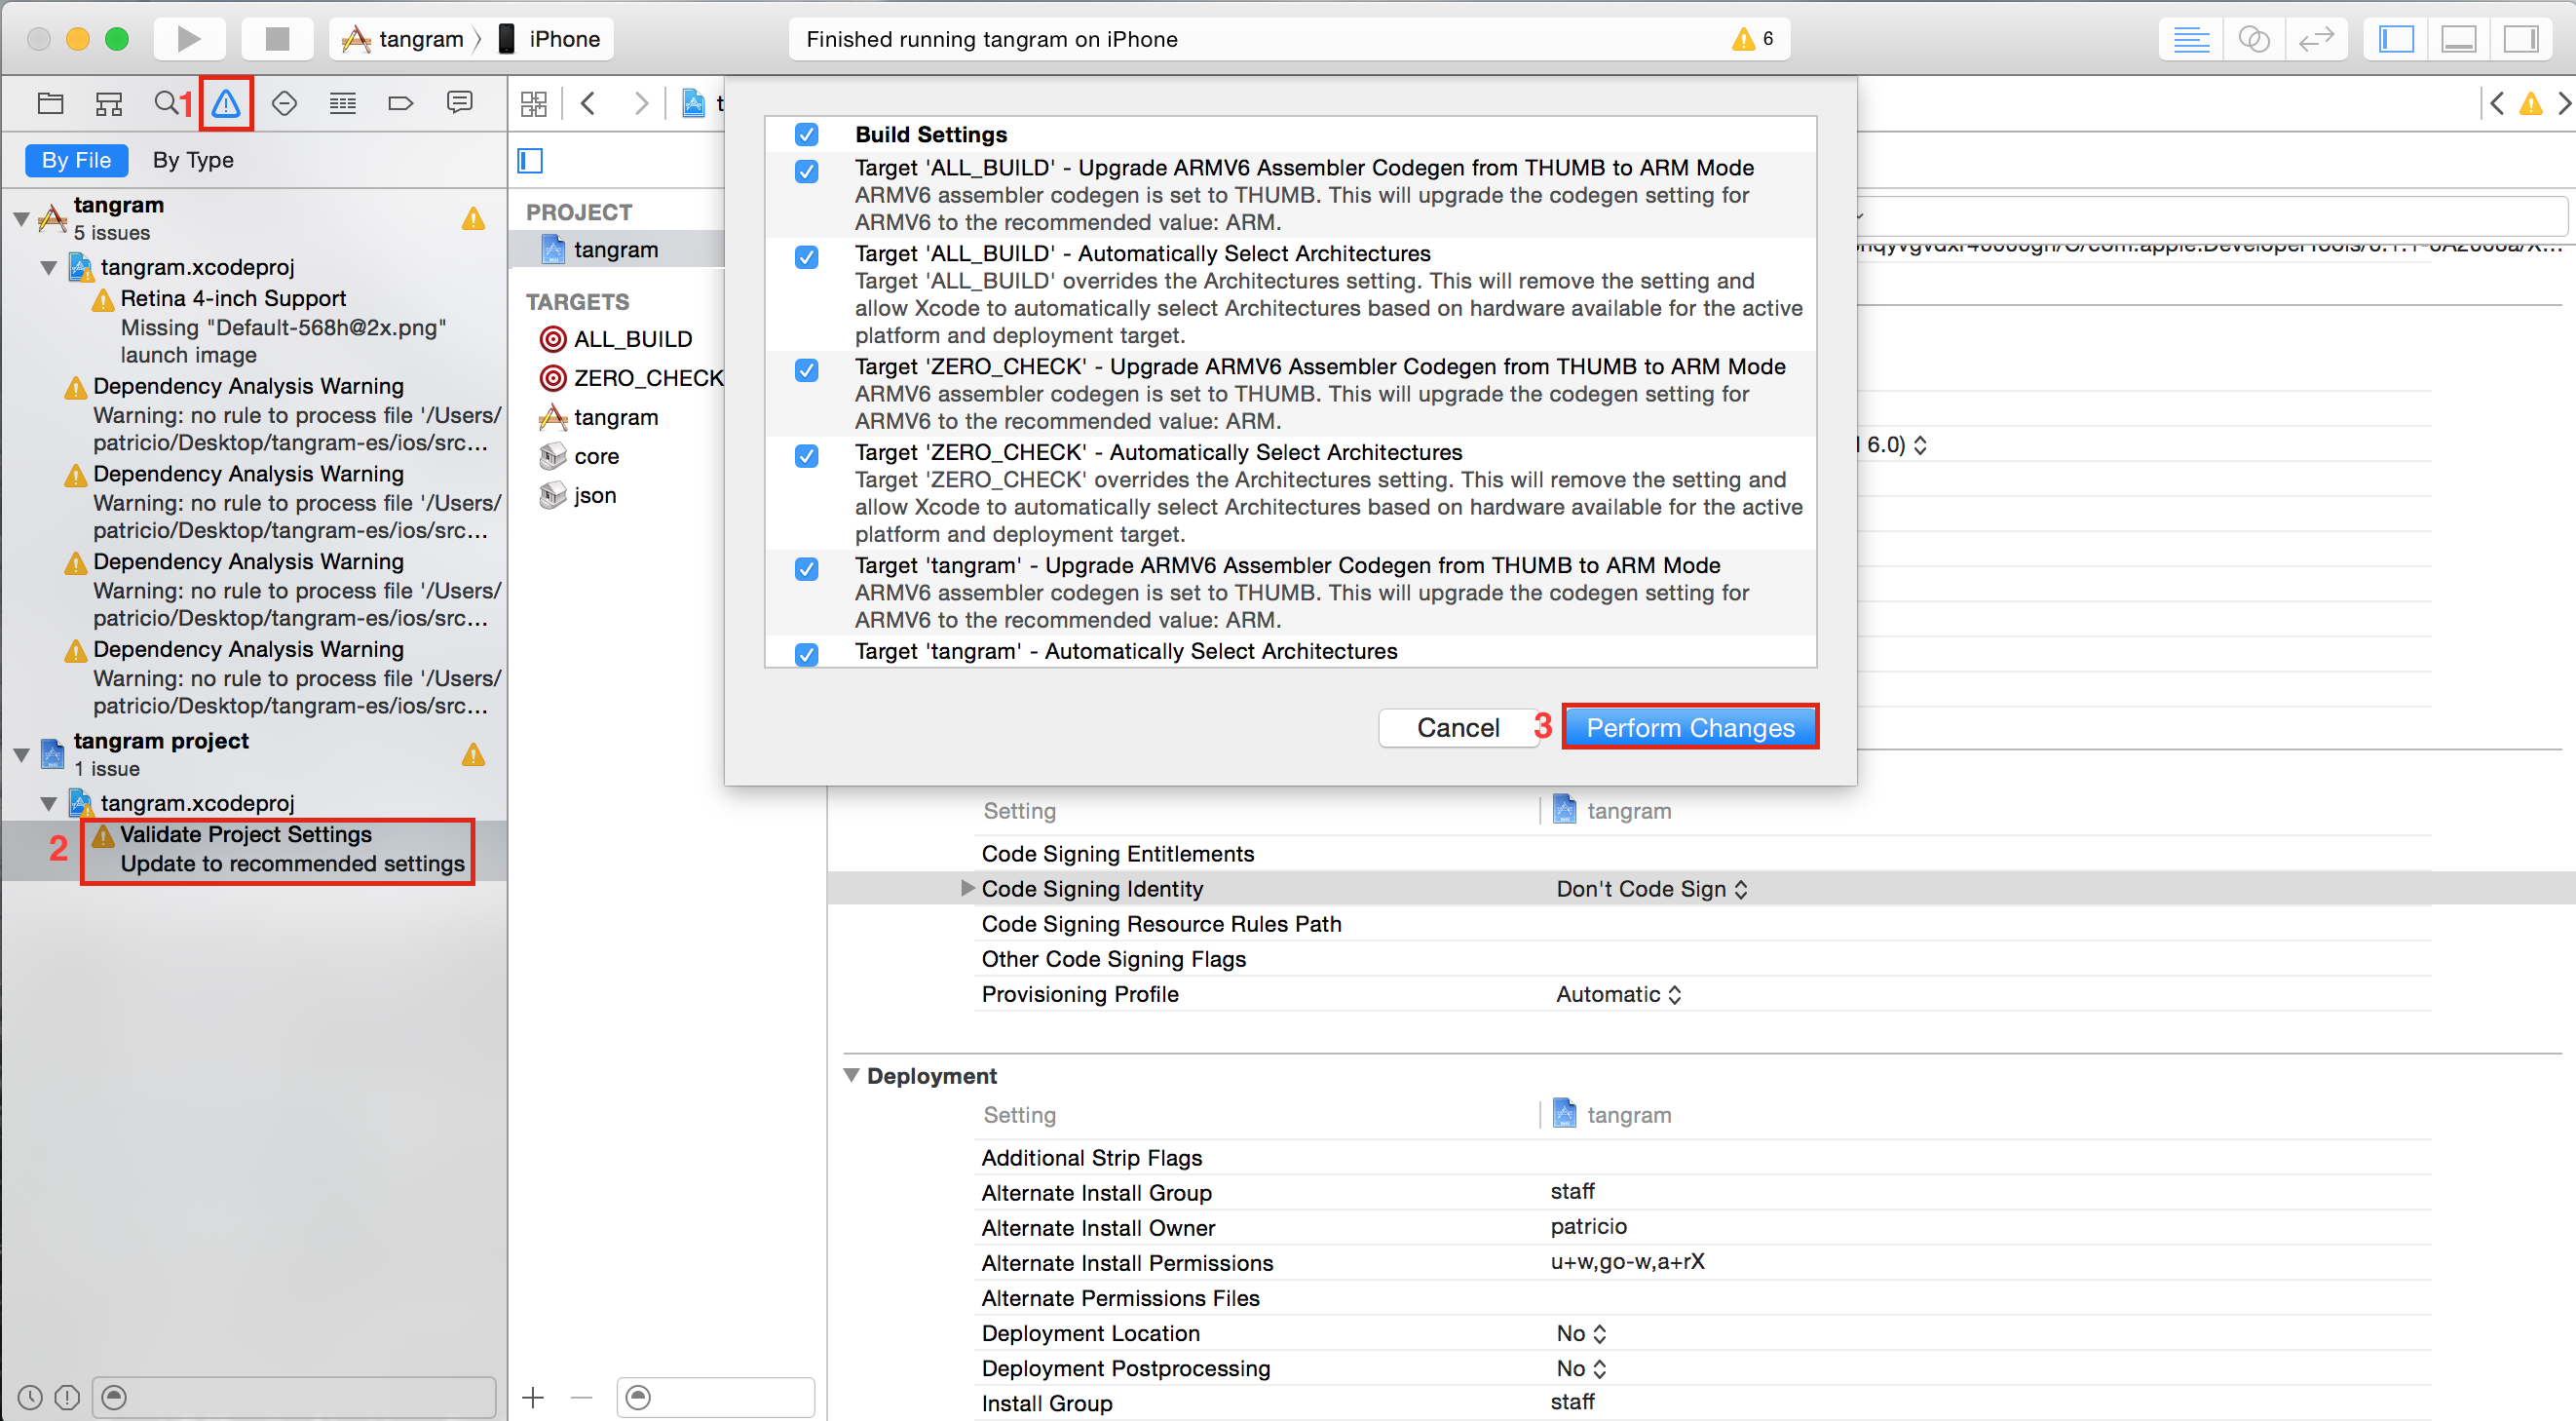 tangram
iPhone
Finished running tangram on iPhone
6
1
By File
By Type
tangram
5 issues
tangram.xcodeproj
Retina 4-inch Support
Missing "Default-568h@2x.png"
launch image
Dependency Analysis Warning
Warning: no rule to process file '/Users/
patricio/Desktop/tangram-es/ios/src...
Dependency Analysis Warning
Warning: no rule to process file '/Users/
patricio/Desktop/tangram-es/ios/src...
Dependency Analysis Warning
Warning: no rule to process file '/Users/
patricio/Desktop/tangram-es/ios/src...
Dependency Analysis Warning
Warning: no rule to process file '/Users/
patricio/Desktop/tangram-es/ios/src...
tangram project
1 issue
tangram.xcodeproj
2
Validate Project Settings
Update to recommended settings
PROJECT
tangram
TARGETS
ALL_BUILD
ZERO_CHECK
tangram
core
json
Build Settings
Target 'ALL_BUILD' - Upgrade ARMV6 Assembler Codegen from THUMB to ARM Mode
ARMV6 assembler codegen is set to THUMB. This will upgrade the codegen setting for
ARMV6 to the recommended value: ARM.
Target 'ALL_BUILD' - Automatically Select Architectures
Target 'ALL_BUILD' overrides the Architectures setting. This will remove the setting and
allow Xcode to automatically select Architectures based on hardware available for the active
platform and deployment target.
Target 'ZERO_CHECK' - Upgrade ARMV6 Assembler Codegen from THUMB to ARM Mode
ARMV6 assembler codegen is set to THUMB. This will upgrade the codegen setting for
ARMV6 to the recommended value: ARM.
Target 'ZERO_CHECK' - Automatically Select Architectures
Target 'ZERO_CHECK' overrides the Architectures setting. This will remove the setting and
allow Xcode to automatically select Architectures based on hardware available for the active
platform and deployment target.
Target 'tangram' - Upgrade ARMV6 Assembler Codegen from THUMB to ARM Mode
ARMV6 assembler codegen is set to THUMB. This will upgrade the codegen setting for
ARMV6 to the recommended value: ARM.
Target 'tangram' - Automatically Select Architectures
Cancel
3
Perform Changes
6.0)
Setting
tangram
Code Signing Entitlements
Code Signing Identity
Don't Code Sign
Code Signing Resource Rules Path
Other Code Signing Flags
Provisioning Profile
Automatic
Deployment
Setting
tangram
Additional Strip Flags
Alternate Install Group
staff
Alternate Install Owner
patricio
Alternate Install Permissions
u+w,go-w,a+rX
Alternate Permissions Files
Deployment Location
No
Deployment Postprocessing
No
Install Group
staff